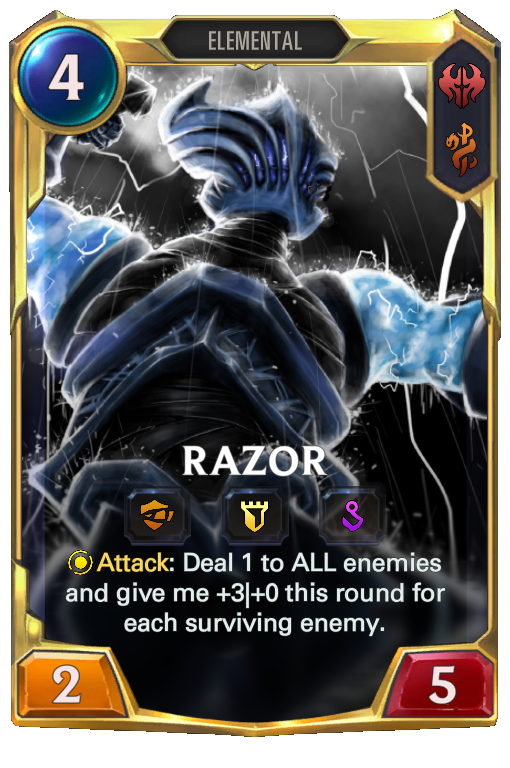 ELEMENTAL
4
RAZOR
Attack: Deal 1 to ALL enemies
and give me +3|+0 this round for
each surviving enemy.
2
5